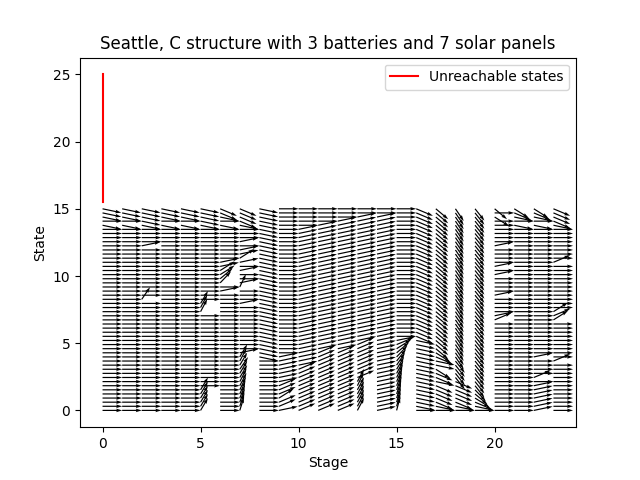 Seattle, C structure with 3 batteries and 7 solar panels
Unreachable states
25
20
15
10
5
0
State
0 5 10 15 20
Stage